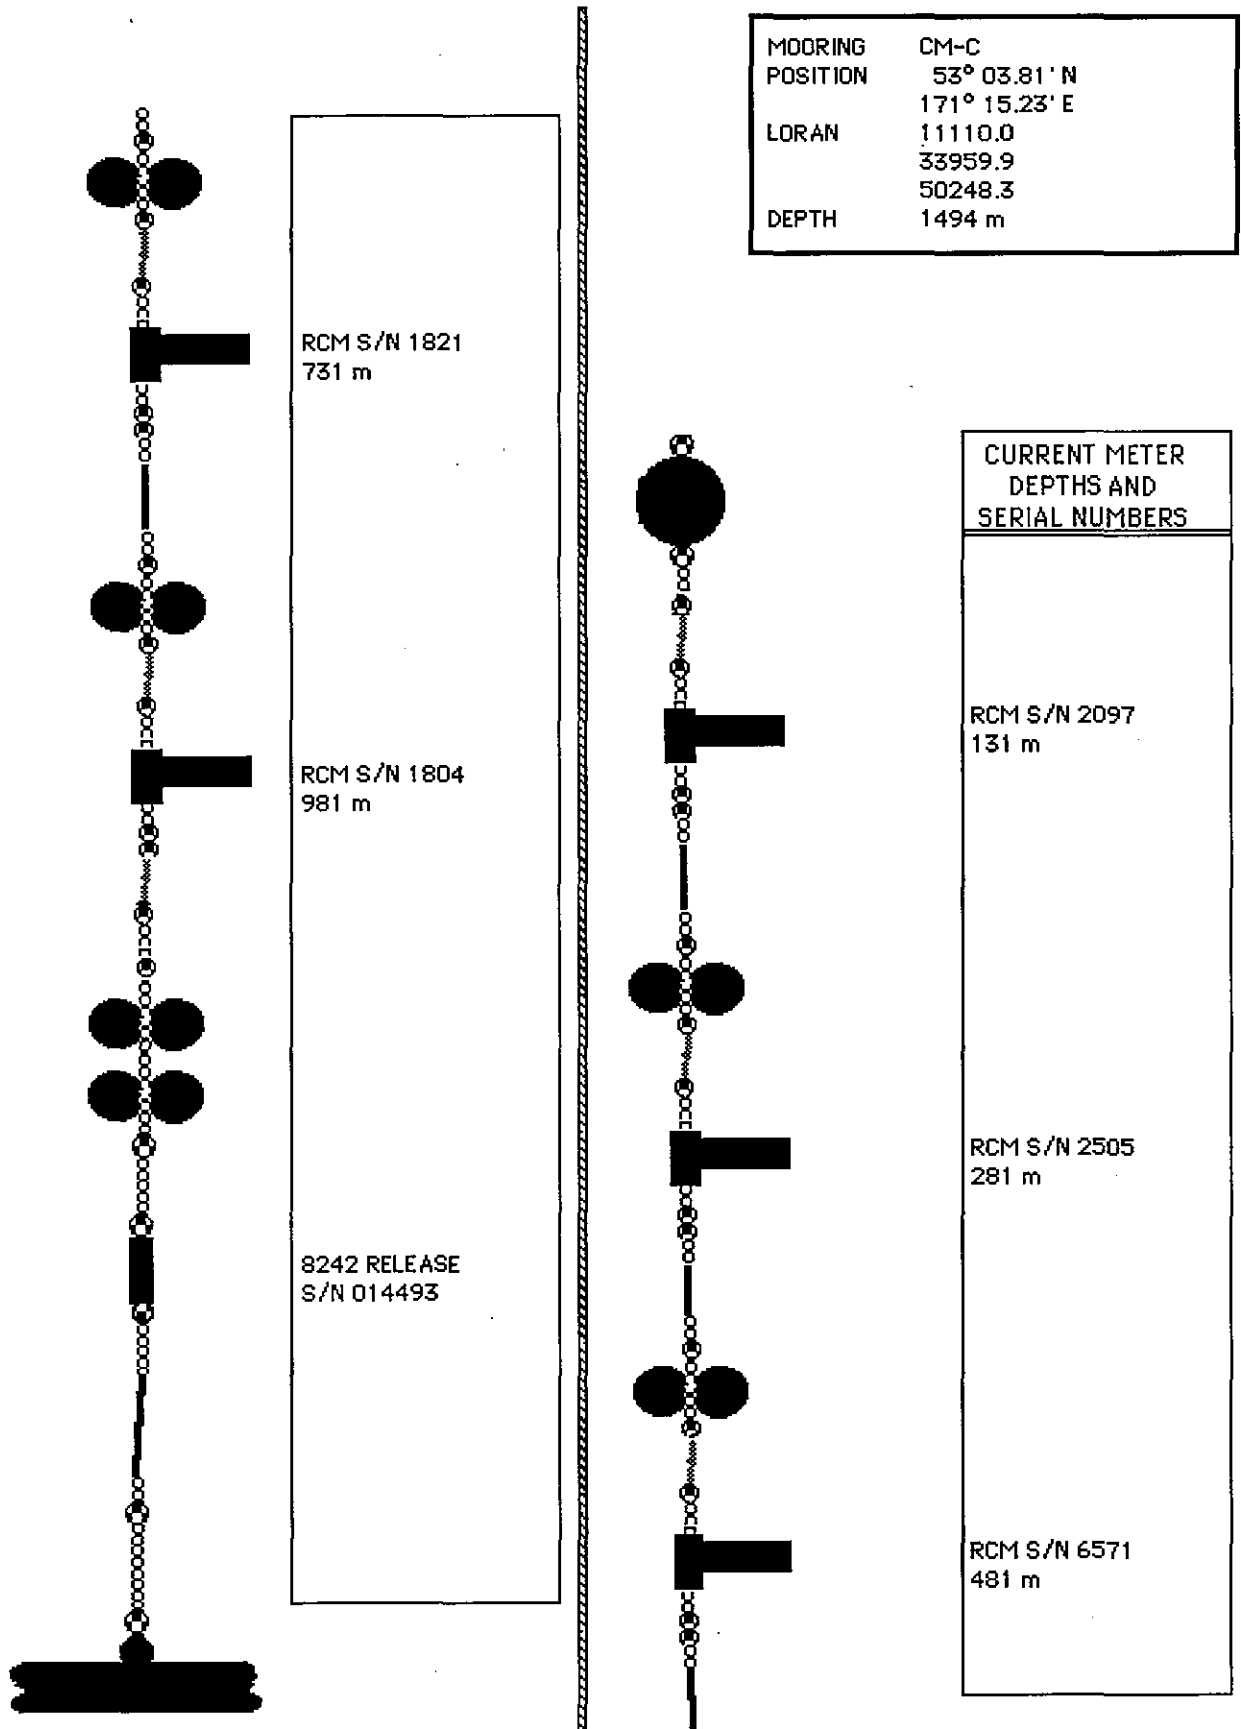 MOORING CM-C
POSITION 53° 03.81' N
171° 15.23' E
LORAN 11110.0
33959.9
50248.3
DEPTH 1494 m
RCM S/N 1821
731 m
RCM S/N 1804
981 m
8242 RELEASE
S/N 014493
CURRENT METER
DEPTHS AND
SERIAL NUMBERS
RCM S/N 2097
131 m
RCM S/N 2505
281 m
RCM S/N 6571
481 m